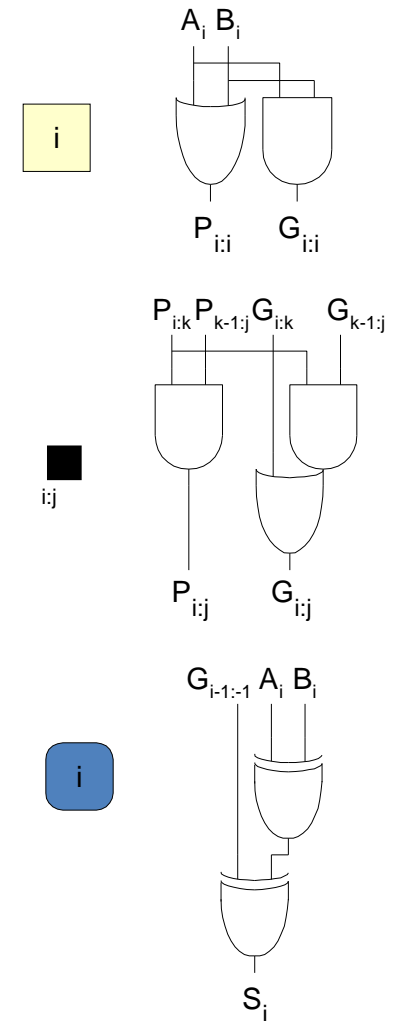 A_i B_i
i
P_i:i G_i:i
P_i:k P_k-1:j G_i:k G_k-1:j
i:j
P_i:j G_i:j
G_i-1:-1 A_i B_i
i
S_i